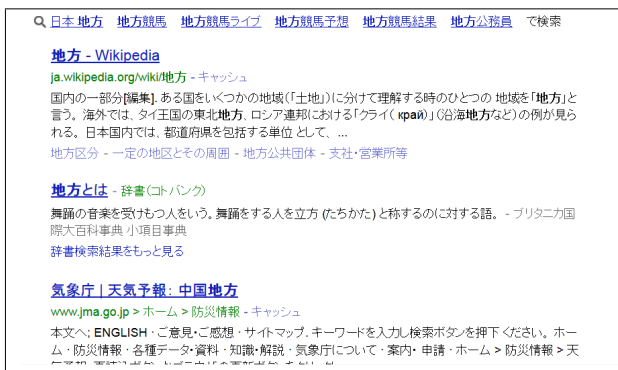 日本 地方 地方競馬 地方競馬ライブ 地方競馬予想 地方競馬結果 地方公務員 で検索
地方 - Wikipedia
ja.wikipedia.org/wiki/地方 - キャッシュ
国内の一部分[編集]. ある国をいくつかの地域(「土地」)に分けて理解する時のひとつの 地域を「地方」と
言う。 海外では、タイ王国の東北地方、ロシア連邦における「クライ( край)」(沿海地方など)の例が見ら
れる。 日本国内では、都道府県を包括する単位 として、 ...
地方区分 - 一定の地区とその周囲 - 地方公共団体 - 支社・営業所等
地方とは - 辞書(コトバンク)
舞踊の音楽を受けもつ人をいう。舞踊をする人を立方 (たちかた) と称するのに対する語。 - ブリタニカ国
際大百科事典 小項目事典
辞書検索結果をもっと見る
気象庁 | 天気予報: 中国地方
www.jma.go.jp > ホーム > 防災情報 - キャッシュ
本文へ; ENGLISH · ご意見・ご感想 · サイトマップ. キーワードを入力し検索ボタンを押下ください。 ホー
ム · 防災情報 · 各種データ・資料 · 知識・解説 · 気象庁について · 案内・ 申請 · ホーム > 防災情報 > 天